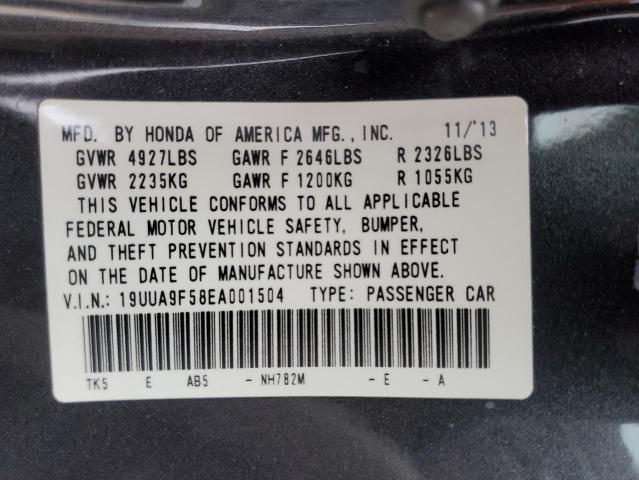 MFD. BY HONDA OF AMERICA MFG., INC. 11/'13
GVWR 4927LBS GAWR F 2646LBS R 2326LBS
GVWR 2235KG GAWR F 1200KG R 1055KG
THIS VEHICLE CONFORMS TO ALL APPLICABLE
FEDERAL MOTOR VEHICLE SAFETY, BUMPER,
AND THEFT PREVENTION STANDARDS IN EFFECT
ON THE DATE OF MANUFACTURE SHOWN ABOVE.
V.I.N.: 19UUA9F58EA001504 TYPE: PASSENGER CAR
TK5 E AB5 - NH782M - E - A